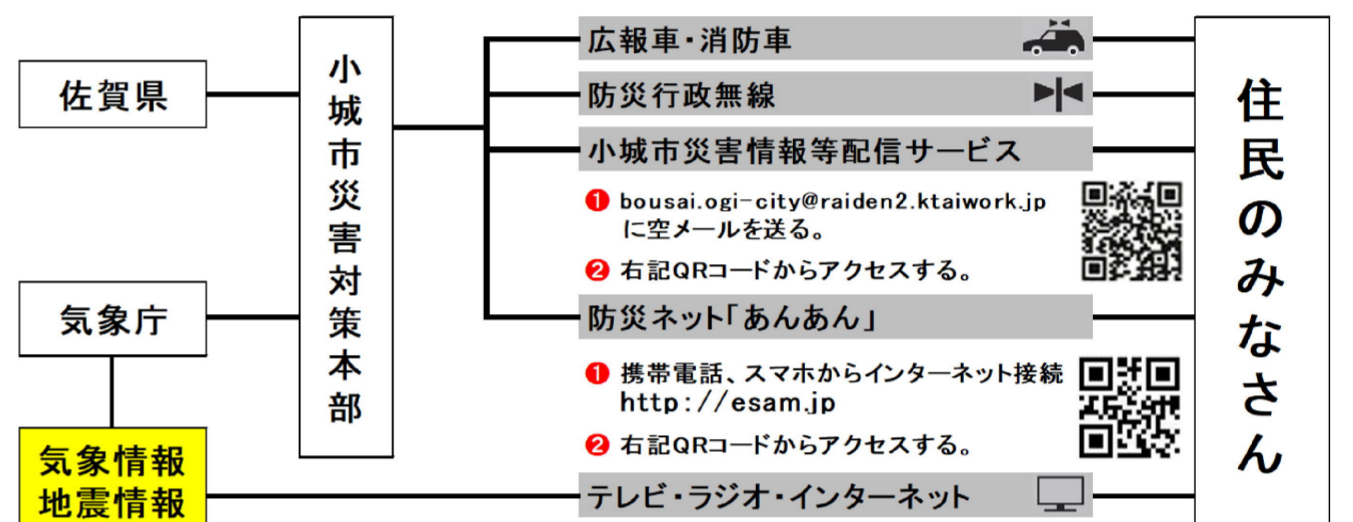 佐賀県
気象庁
気象情報
地震情報
小城市災害対策本部
広報車・消防車
防災行政無線
小城市災害情報等配信サービス
❶ bousai.ogi-city@raiden2.ktaiwork.jp
に空メールを送る。
❷ 右記QRコードからアクセスする。
防災ネット「あんあん」
❶ 携帯電話、スマホからインターネット接続
http://esam.jp
❷ 右記QRコードからアクセスする。
テレビ・ラジオ・インターネット
住民のみなさん